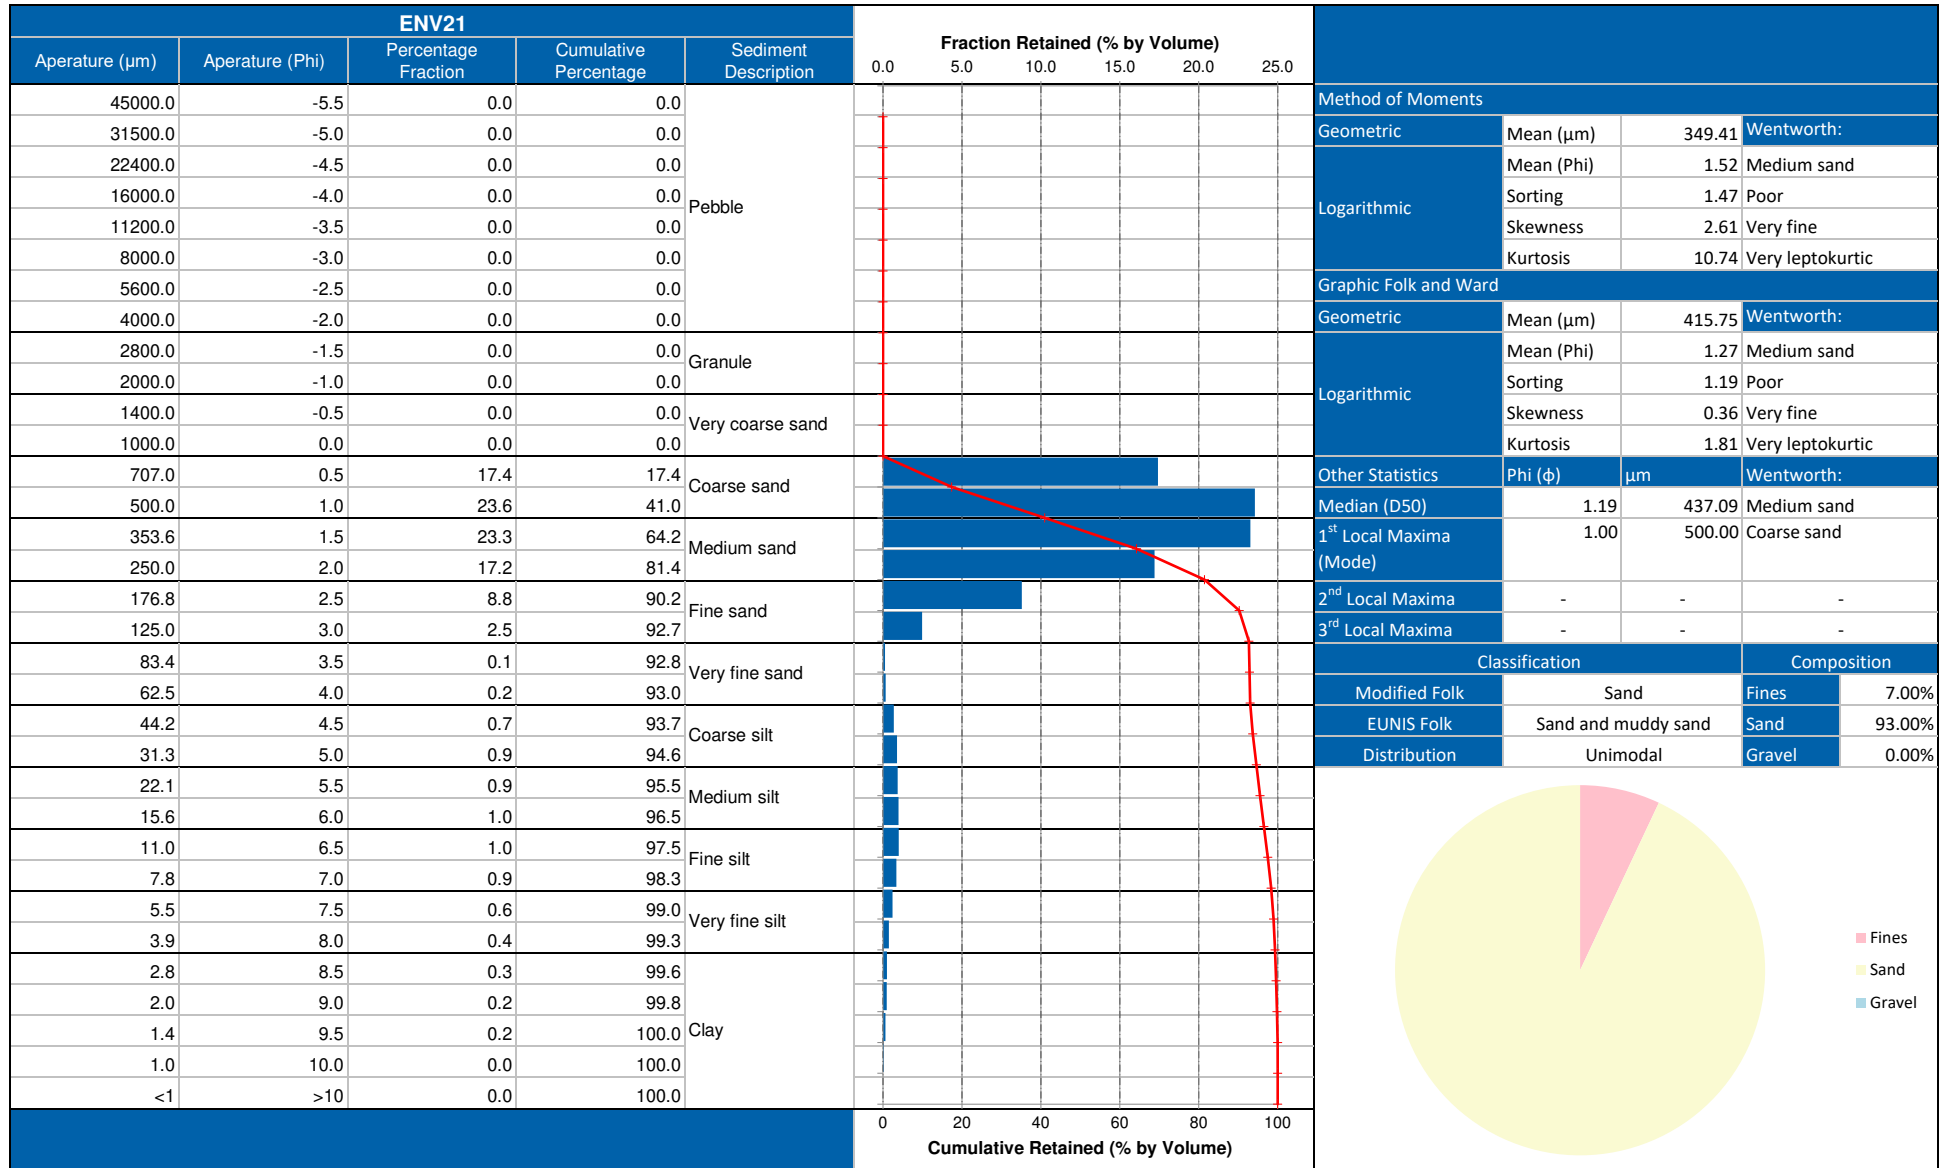 ENV21
Aperature (µm) Aperature (Phi) Percentage Fraction Cumulative Percentage Sediment Description
45000.0 -5.5 0.0 0.0
31500.0 -5.0 0.0 0.0
22400.0 -4.5 0.0 0.0
16000.0 -4.0 0.0 0.0 Pebble
11200.0 -3.5 0.0 0.0
8000.0 -3.0 0.0 0.0
5600.0 -2.5 0.0 0.0
4000.0 -2.0 0.0 0.0
2800.0 -1.5 0.0 0.0 Granule
2000.0 -1.0 0.0 0.0
1400.0 -0.5 0.0 0.0 Very coarse sand
1000.0 0.0 0.0 0.0
707.0 0.5 17.4 17.4 Coarse sand
500.0 1.0 23.6 41.0
353.6 1.5 23.3 64.2 Medium sand
250.0 2.0 17.2 81.4
176.8 2.5 8.8 90.2 Fine sand
125.0 3.0 2.5 92.7
83.4 3.5 0.1 92.8 Very fine sand
62.5 4.0 0.2 93.0
44.2 4.5 0.7 93.7 Coarse silt
31.3 5.0 0.9 94.6
22.1 5.5 0.9 95.5 Medium silt
15.6 6.0 1.0 96.5
11.0 6.5 1.0 97.5 Fine silt
7.8 7.0 0.9 98.3
5.5 7.5 0.6 99.0 Very fine silt
3.9 8.0 0.4 99.3
2.8 8.5 0.3 99.6
2.0 9.0 0.2 99.8
1.4 9.5 0.2 100.0 Clay
1.0 10.0 0.0 100.0
<1 >10 0.0 100.0
Fraction Retained (% by Volume)
0.0 5.0 10.0 15.0 20.0 25.0
0 20 40 60 80 100
Cumulative Retained (% by Volume)
Method of Moments
Geometric Mean (µm) 349.41 Wentworth:
Logarithmic Mean (Phi) 1.52 Medium sand
Sorting 1.47 Poor
Skewness 2.61 Very fine
Kurtosis 10.74 Very leptokurtic
Graphic Folk and Ward
Geometric Mean (µm) 415.75 Wentworth:
Logarithmic Mean (Phi) 1.27 Medium sand
Sorting 1.19 Poor
Skewness 0.36 Very fine
Kurtosis 1.81 Very leptokurtic
Other Statistics Phi (ϕ) µm Wentworth:
Median (D50) 1.19 437.09 Medium sand
1st Local Maxima (Mode) 1.00 500.00 Coarse sand
2nd Local Maxima - - -
3rd Local Maxima - - -
Classification Composition
Modified Folk Sand Fines 7.00%
EUNIS Folk Sand and muddy sand Sand 93.00%
Distribution Unimodal Gravel 0.00%
Fines
Sand
Gravel